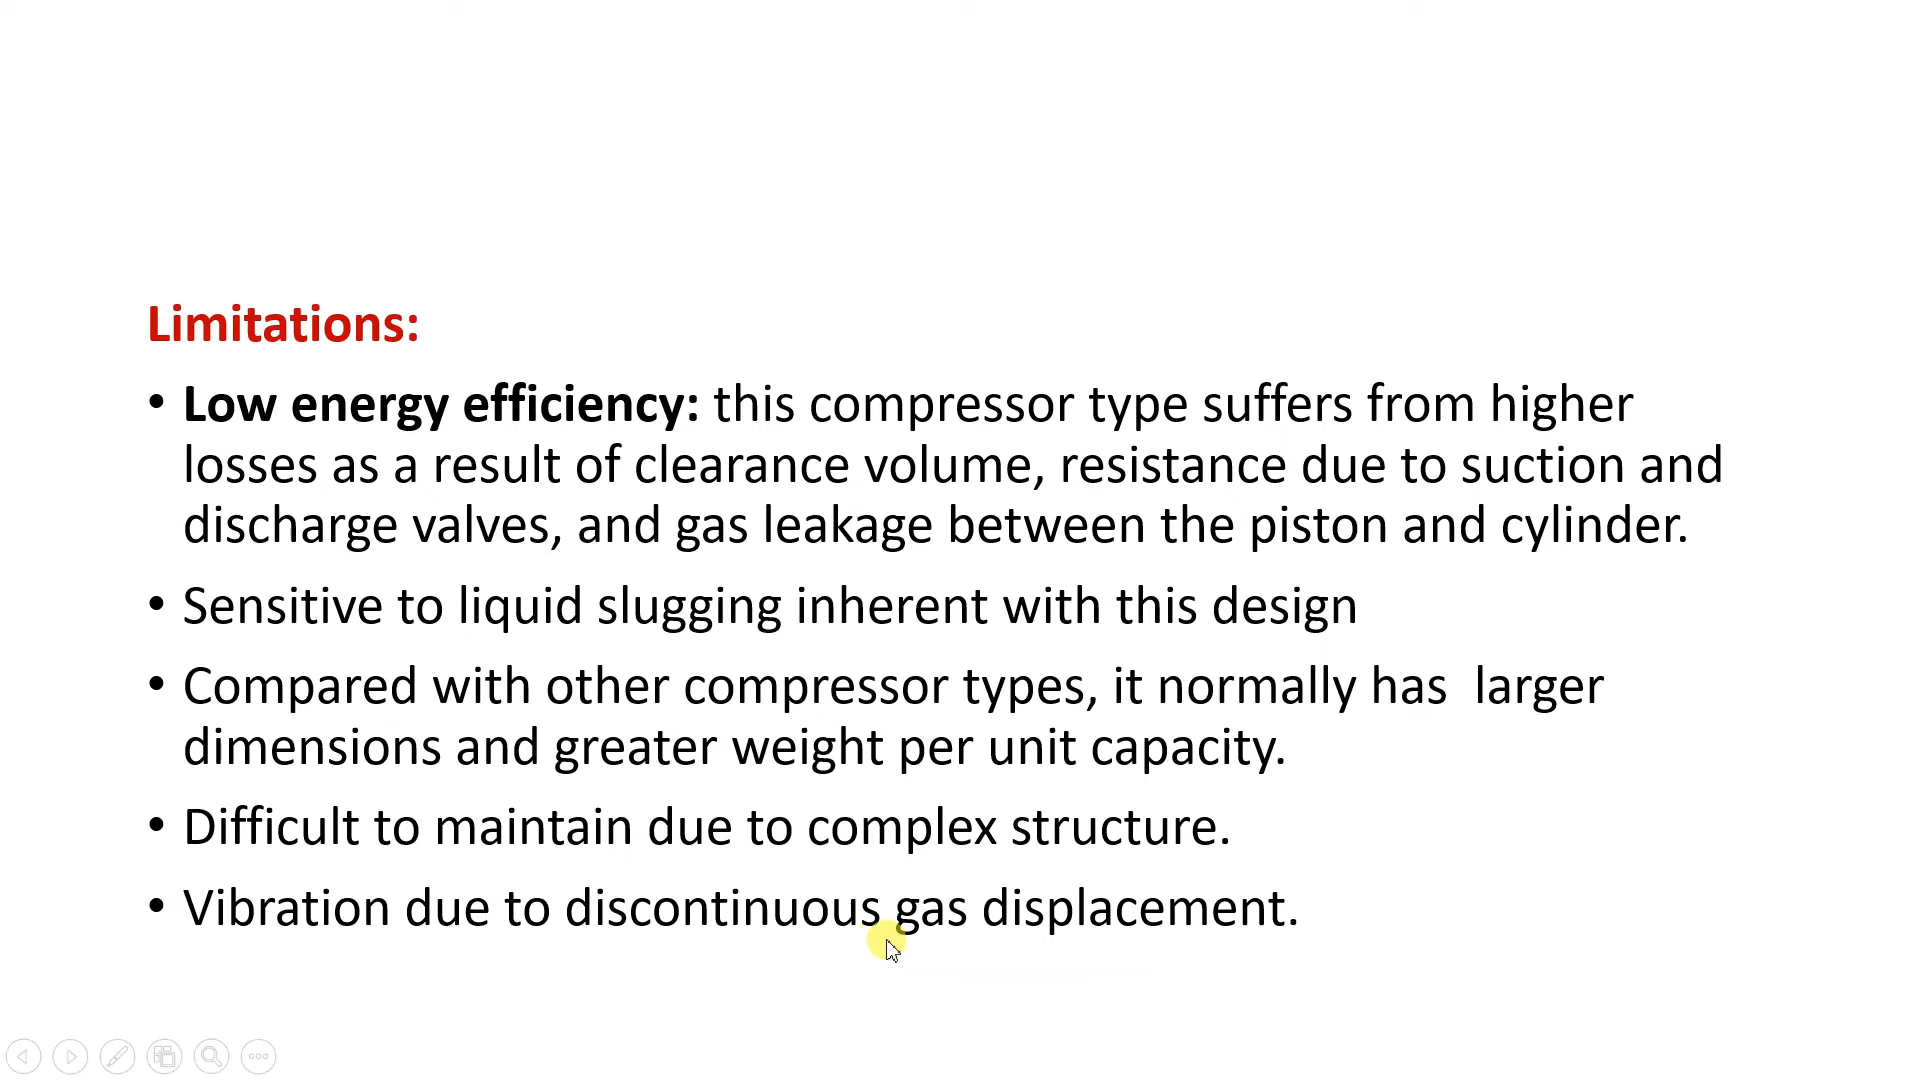 Limitations:
• Low energy efficiency: this compressor type suffers from higher
losses as a result of clearance volume, resistance due to suction and
discharge valves, and gas leakage between the piston and cylinder.
• Sensitive to liquid slugging inherent with this design
• Compared with other compressor types, it normally has  larger
dimensions and greater weight per unit capacity.
• Difficult to maintain due to complex structure.
• Vibration due to discontinuous gas displacement.